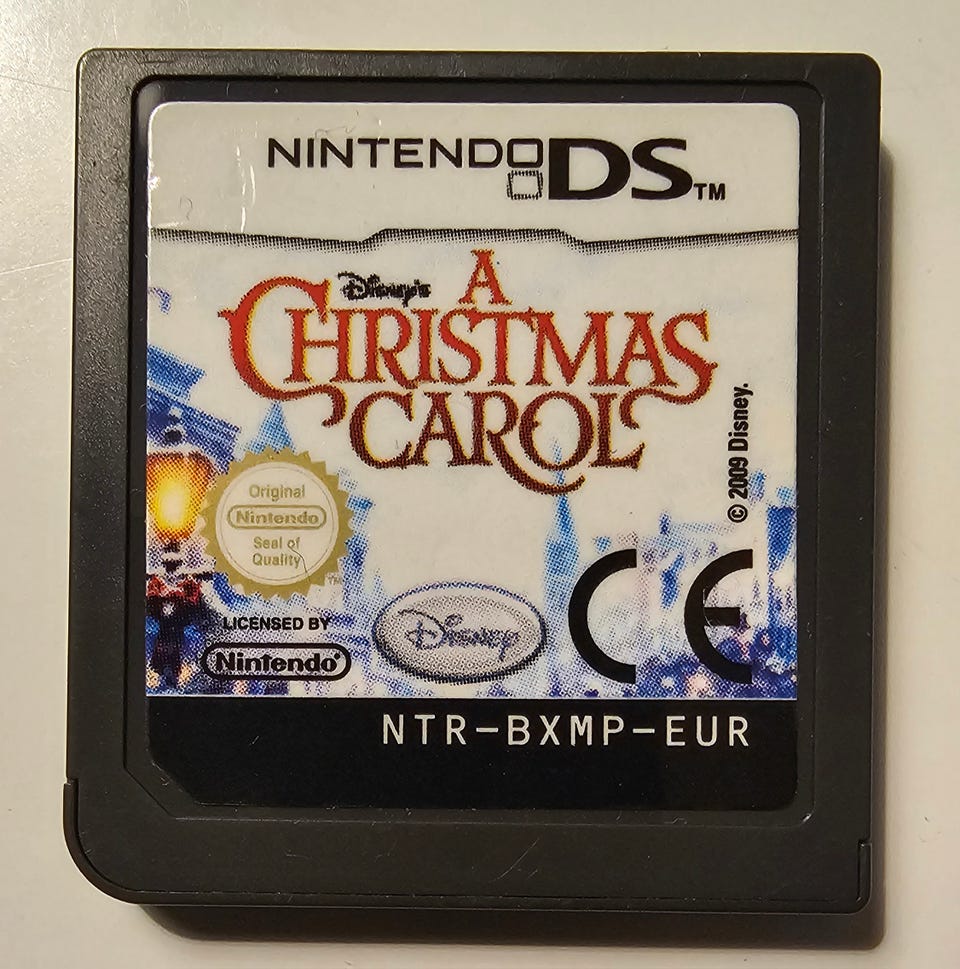 NINTENDO DS™
Disney's
A
CHRISTMAS
CAROL
© 2009 Disney.
Original
Nintendo
Seal of
Quality
TM
LICENSED BY
Nintendo®
Disney
CE
NTR-BXMP-EUR